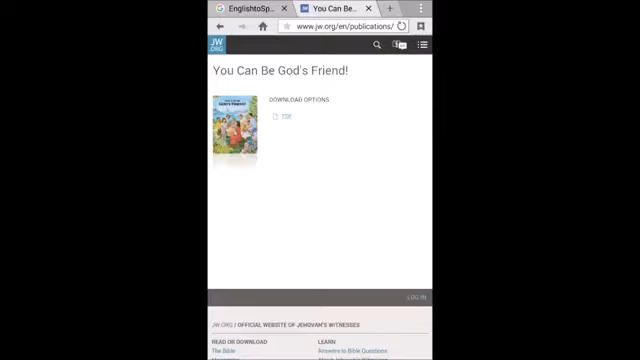 EnglishtoSp...
You Can Be...
www.jw.org/en/publications/
JW
.ORG
You Can Be God's Friend!
GOD'S FRIEND!
DOWNLOAD OPTIONS
PDF
LOG IN
JW.ORG / OFFICIAL WEBSITE OF JEHOVAH'S WITNESSES
READ OR DOWNLOAD
LEARN
The Bible
Answers to Bible Questions